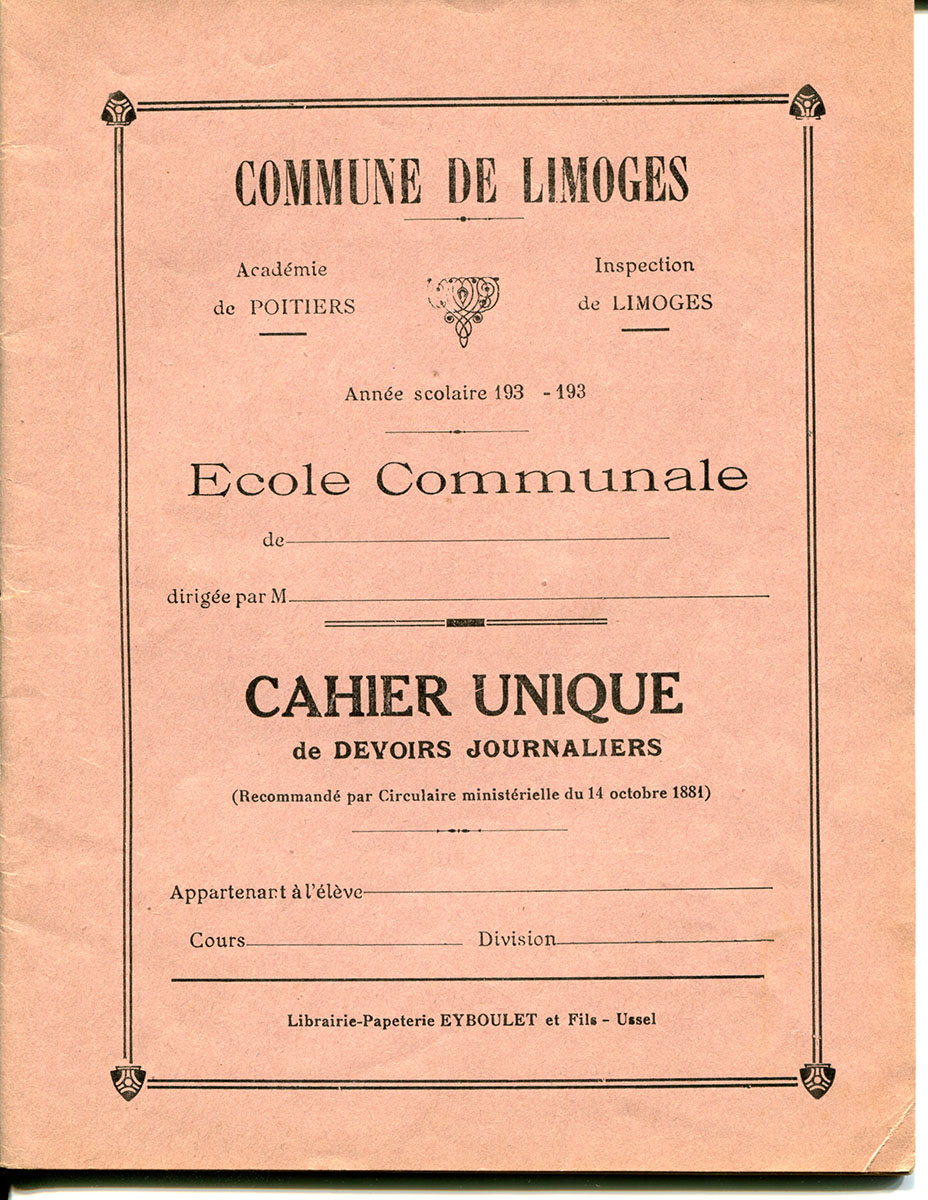 COMMUNE DE LIMOGES
Académie
de POITIERS
Inspection
de LIMOGES
Année scolaire 193 - 193
Ecole Communale
de
dirigée par M
CAHIER UNIQUE
de DEVOIRS JOURNALIERS
(Recommandé par Circulaire ministérielle du 14 octobre 1881)
Appartenant à l'élève
Cours Division
Librairie-Papeterie EYBOULET et Fils - Ussel